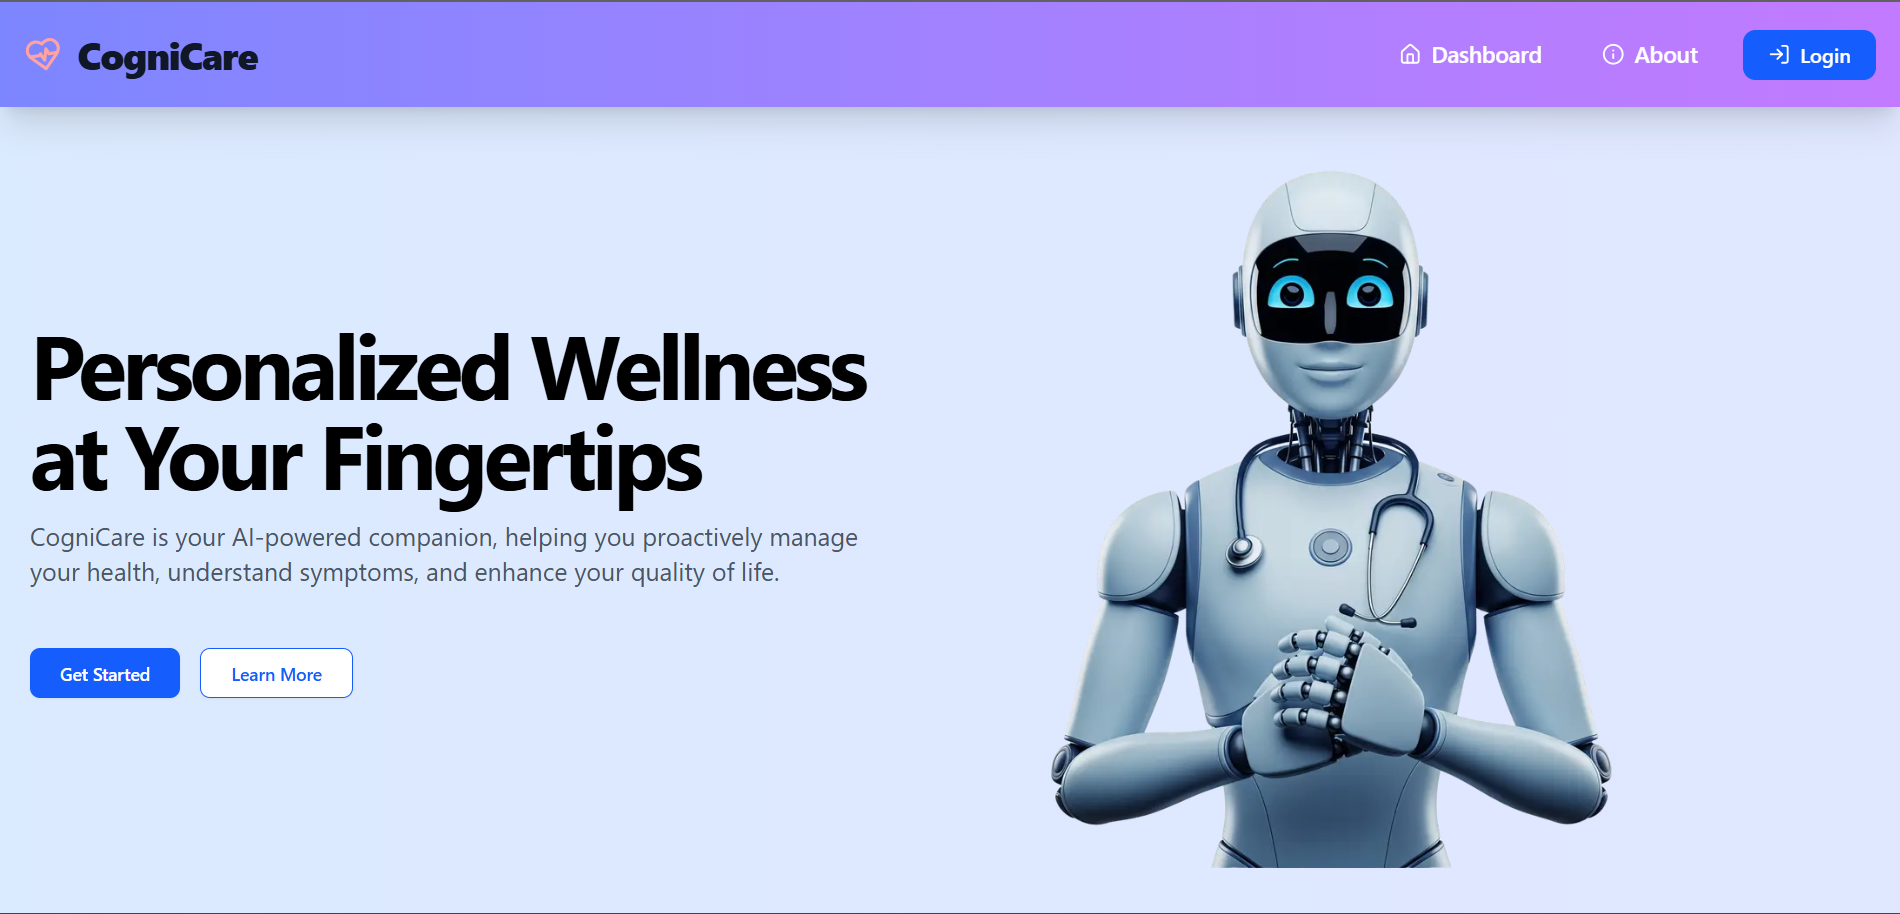 CogniCare
Dashboard
About
Login
Personalized Wellness
at Your Fingertips
CogniCare is your AI-powered companion, helping you proactively manage
your health, understand symptoms, and enhance your quality of life.
Get Started
Learn More